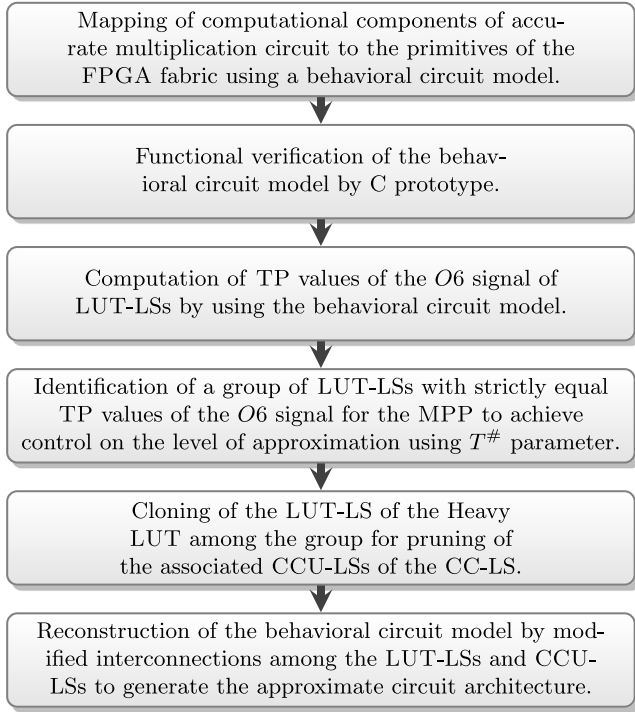 Mapping of computational components of accu-
rate multiplication circuit to the primitives of the
FPGA fabric using a behavioral circuit model.
Functional verification of the behav-
ioral circuit model by C prototype.
Computation of TP values of the O6 signal of
LUT-LSs by using the behavioral circuit model.
Identification of a group of LUT-LSs with strictly equal
TP values of the O6 signal for the MPP to achieve
control on the level of approximation using T# parameter.
Cloning of the LUT-LS of the Heavy
LUT among the group for pruning of
the associated CCU-LSs of the CC-LS.
Reconstruction of the behavioral circuit model by mod-
ified interconnections among the LUT-LSs and CCU-
LSs to generate the approximate circuit architecture.